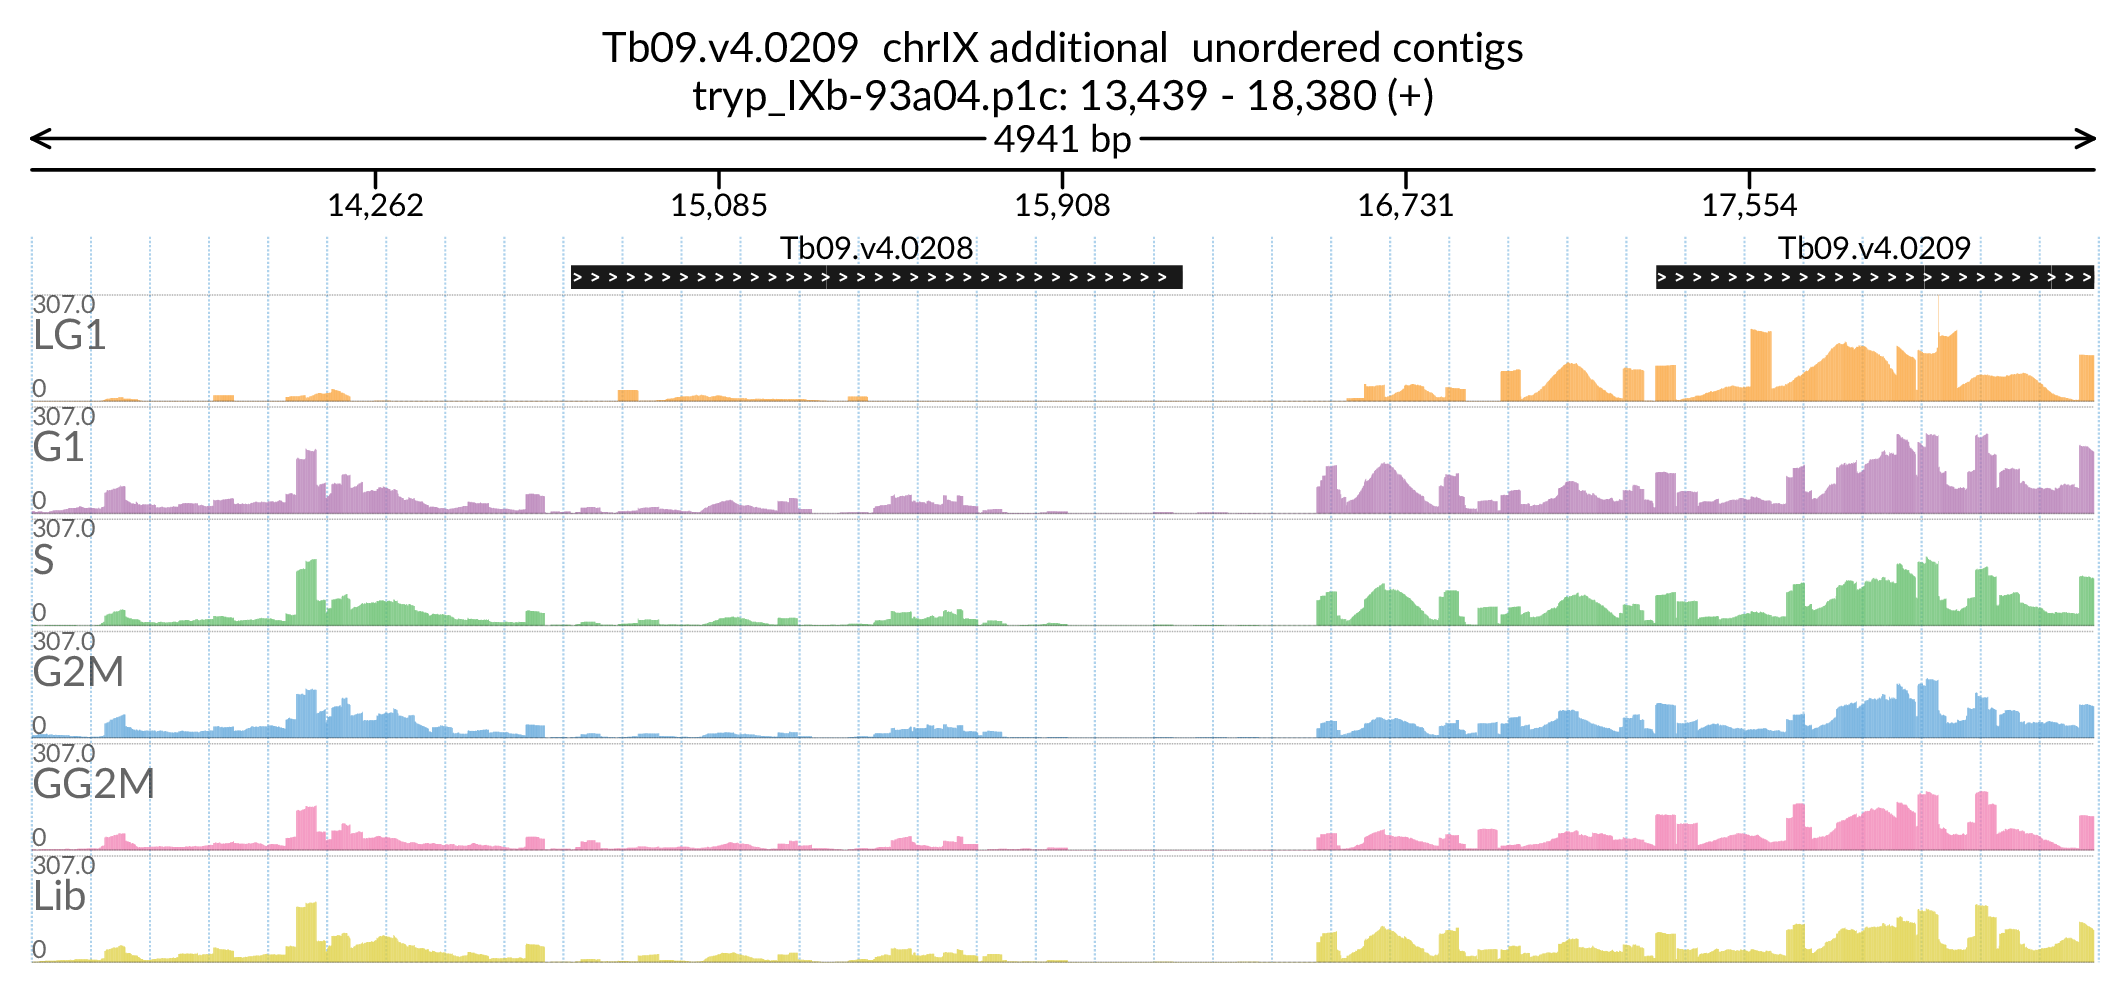 Tb09.v4.0209 chrIX additional unordered contigs
tryp_IXb-93a04.p1c: 13,439 - 18,380 (+)
4941 bp
14,262 15,085 15,908 16,731 17,554
Tb09.v4.0208 Tb09.v4.0209
307.0
LG1
0
307.0
G1
0
307.0
S
0
307.0
G2M
0
307.0
GG2M
0
307.0
Lib
0